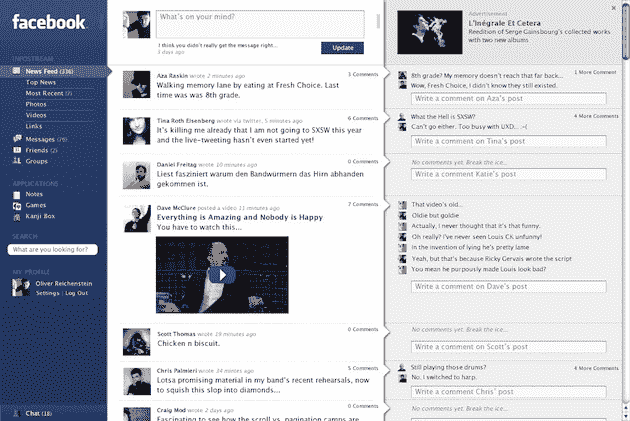 facebook
INFOSTREAM
News Feed (336)
Top News
Most Recent (7)
Photos
Videos
Links
Messages (76)
Friends (2)
Groups
APPLICATIONS
Notes
Games
Kanji Box
SEARCH
What are you looking for?
MY PROFILE
Oliver Reichenstein
Settings Log Out
Chat (18)
What's on your mind?
I think you didn't really get the message right...
3 days ago
Update
3 Comments
Aza Raskin wrote 2 minutes ago
Walking memory lane by eating at Fresh Choice. Last
time was was 8th grade.
6 Comments
Tina Roth Eisenberg wrote via twitter, 5 minutes ago
It's killing me already that I am not going to SXSW this year
and the live-tweeting hasn't even started yet!
0 Comments
Daniel Freitag wrote 10 minutes ago
Liest fasziniert warum den Bandwürmern das Hirn abhanden
gekommen ist.
7 Comments
Dave McClure posted a video 11 minutes ago
Everything is Amazing and Nobody is Happy
You have to watch this...
0 Comments
Scott Thomas wrote 19 minutes ago
Chicken n biscuit.
5 Comments
Chris Palmieri wrote 34 minutes ago
Lotsa promising material in my band's recent rehearsals, now
to squish this slop into diamonds...
0 Comments
Craig Mod wrote 2 days ago
Fascinating to see how the scroll vs. pagination camps are
Advertisement
L'Inégrale Et Cetera
Rendition of Serge Gainsbourg's collected works
with two new albums
8th grade? My memory doesn't reach that far back...
1 More Comment
Wow, Fresh Choice, I didn't know they still existed.
Write a comment on Aza's post
What the Hell is SXSW?
4 More Comments
Can't go either. Too busy with UXD... :-(
Write a comment on Tina's post
No comments yet. Break the ice...
Write a comment Katie's post
That video's old...
Oldie but goldie
Actually, I never thought that it's that funny.
Oh really? I've never seen Louis CK unfunny!
In the invention of lying he's pretty lame
Yeah, but that's because Ricky Gervais wrote the script
You mean he purposely made Louis look bad?
Write a comment on Dave's post
No comments yet. Break the ice...
Write a comment on Scott's post
Still playing those drums?
4 More Comments
No. I switched to harp.
Write a comment Chris' post
No comments yet. Break the ice...